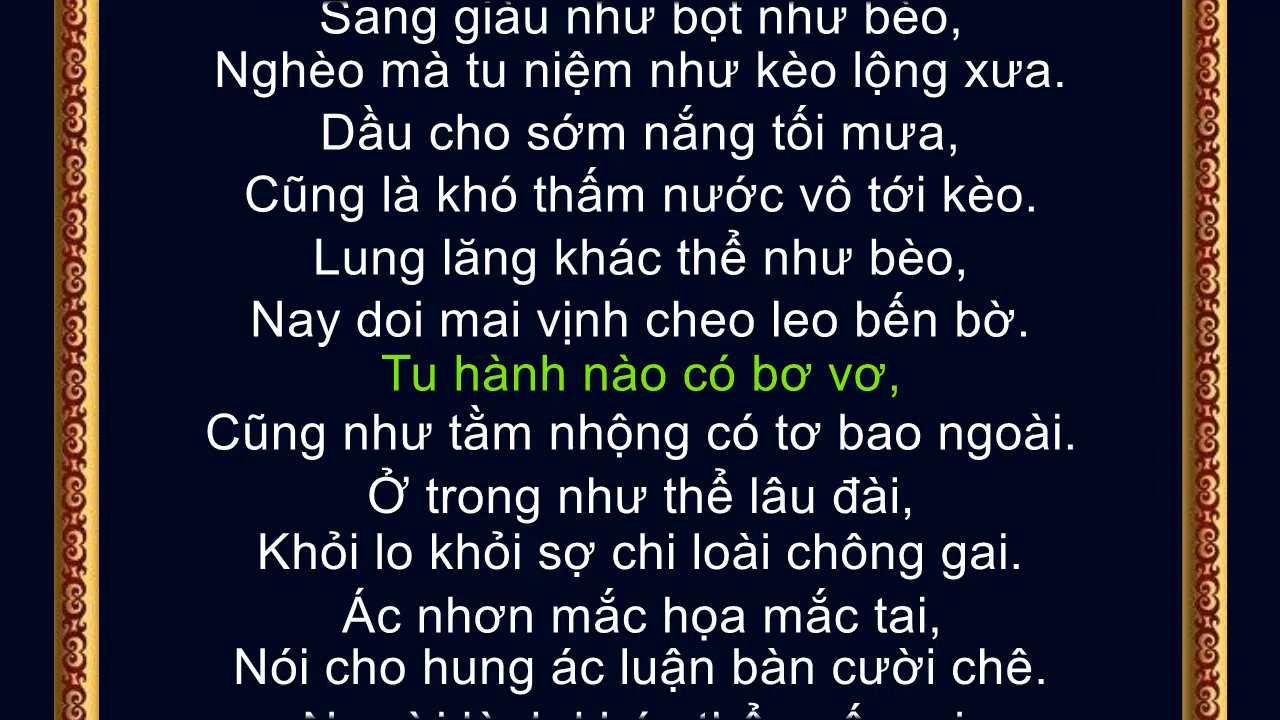 Sang giàu như bọt như bèo,
Nghèo mà tu niệm như kèo lộng xưa.
Dầu cho sớm nắng tối mưa,
Cũng là khó thấm nước vô tới kèo.
Lung lăng khác thể như bèo,
Nay doi mai vịnh cheo leo bến bờ.
Tu hành nào có bơ vơ,
Cũng như tằm nhộng có tơ bao ngoài.
Ở trong như thể lâu đài,
Khỏi lo khỏi sợ chi loài chông gai.
Ác nhơn mắc họa mắc tai,
Nói cho hung ác luận bàn cười chê.